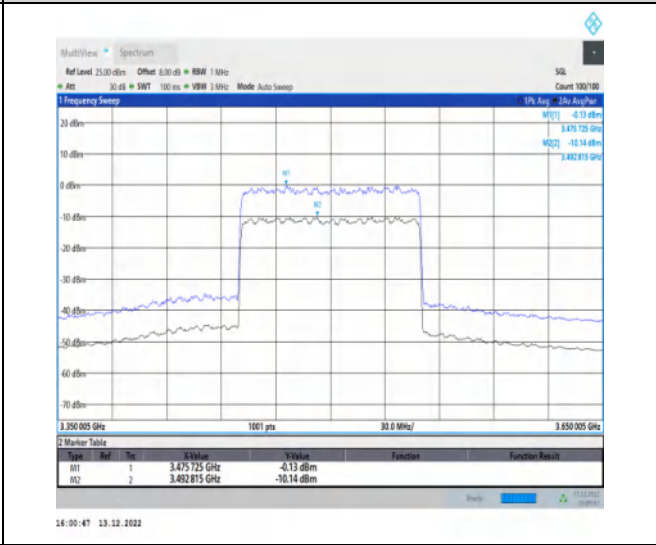 MultiView Spectrum
Ref Level 25.00 dBm Offset 8.00 dB RBW 1 MHz SGL
Att 30 dB SWT 100 ms VBW 3 MHz Mode Auto Sweep Count 100/100
1 Frequency Sweep 1Pk Avg 2Av AvgPwr
M1[1] -0.13 dBm
3.475 725 GHz
M2[2] -10.14 dBm
3.492 815 GHz
20 dBm
10 dBm
0 dBm
M1
M2
-10 dBm
-20 dBm
-30 dBm
-40 dBm
-50 dBm
-60 dBm
-70 dBm
3.350 005 GHz 1001 pts 30.0 MHz/ 3.650 005 GHz
2 Marker Table
Type Ref Trc X-Value Y-Value Function Function Result
M1 1 3.475 725 GHz -0.13 dBm
M2 2 3.492 815 GHz -10.14 dBm
Ready
16:00:47 13.12.2022